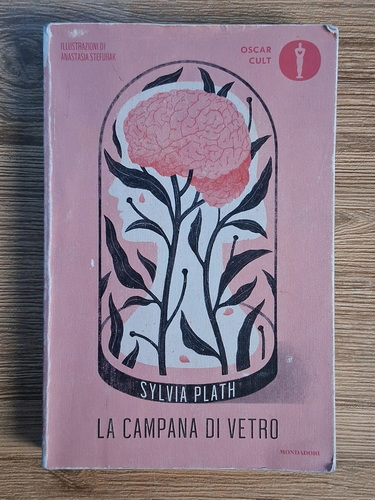 ILLUSTRAZIONI DI
ANASTASIA STEFURAK
OSCAR
CULT
SYLVIA PLATH
LA CAMPANA DI VETRO
MONDADORI